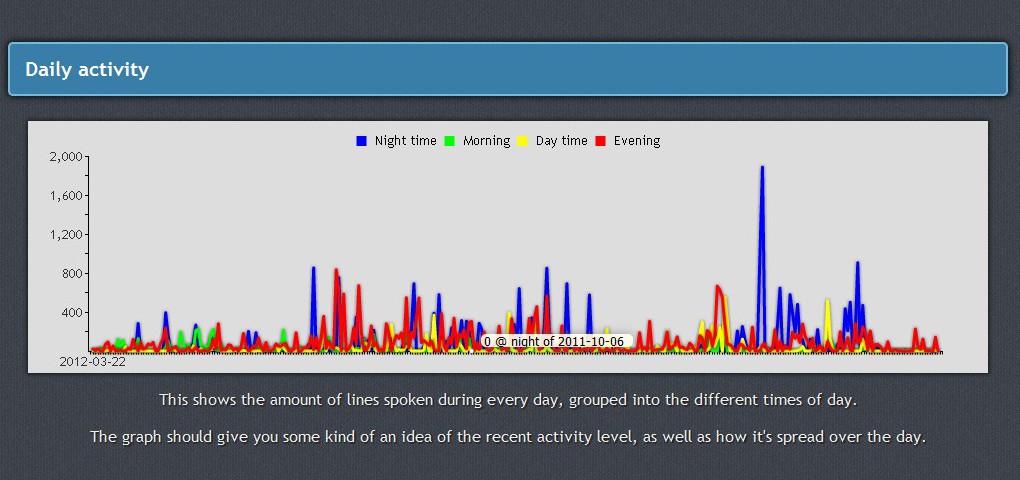 Daily activity
Night time Morning Day time Evening
2,000
1,600
1,200
800
400
0 @ night of 2011-10-06
2012-03-22
This shows the amount of lines spoken during every day, grouped into the different times of day.
The graph should give you some kind of an idea of the recent activity level, as well as how it's spread over the day.